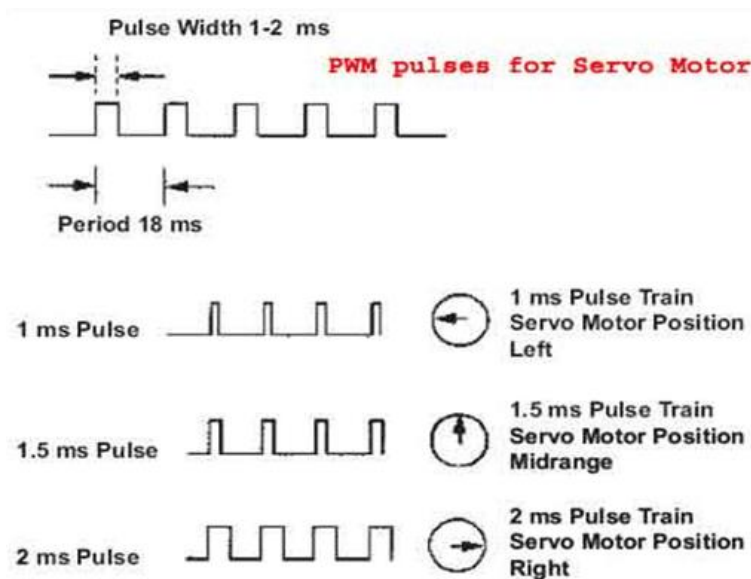 Pulse Width 1-2 ms
PWM pulses for Servo Motor
Period 18 ms
1 ms Pulse
1 ms Pulse Train
Servo Motor Position
Left
1.5 ms Pulse
1.5 ms Pulse Train
Servo Motor Position
Midrange
2 ms Pulse
2 ms Pulse Train
Servo Motor Position
Right